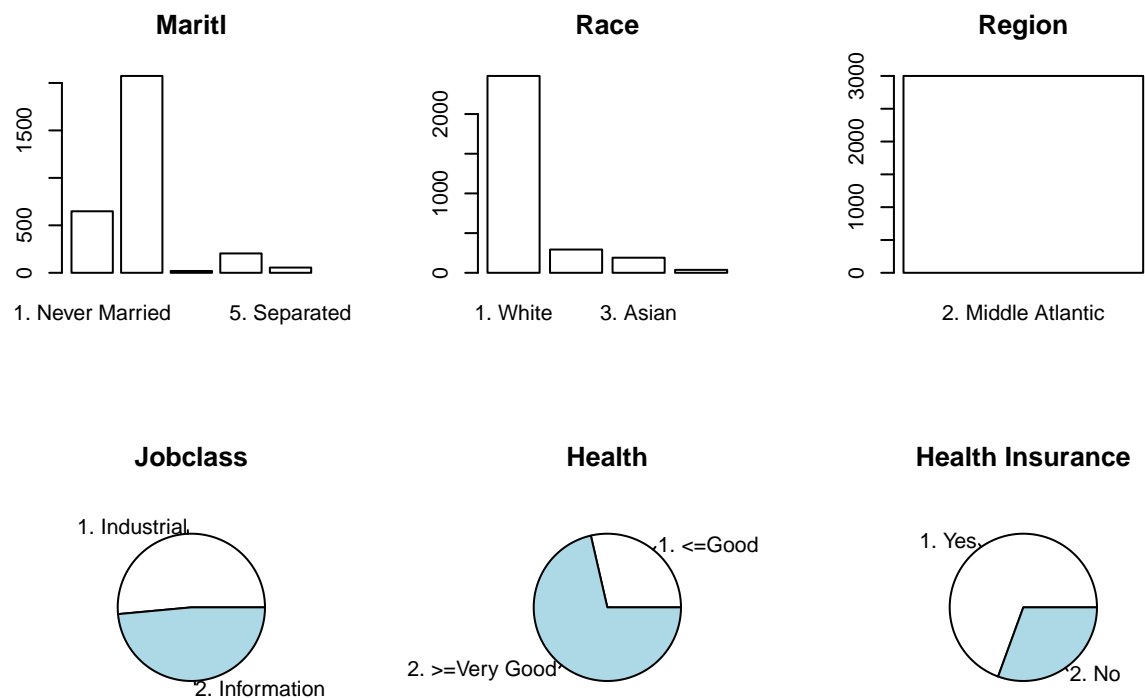 Maritl
Race
Region
0
500
1500
0
1000
2000
0
1000
2000
3000
1. Never Married
5. Separated
1. White
3. Asian
2. Middle Atlantic
Jobclass
Health
Health Insurance
1. Industrial
2. Information
1. <=Good
2. >=Very Good
1. Yes
2. No